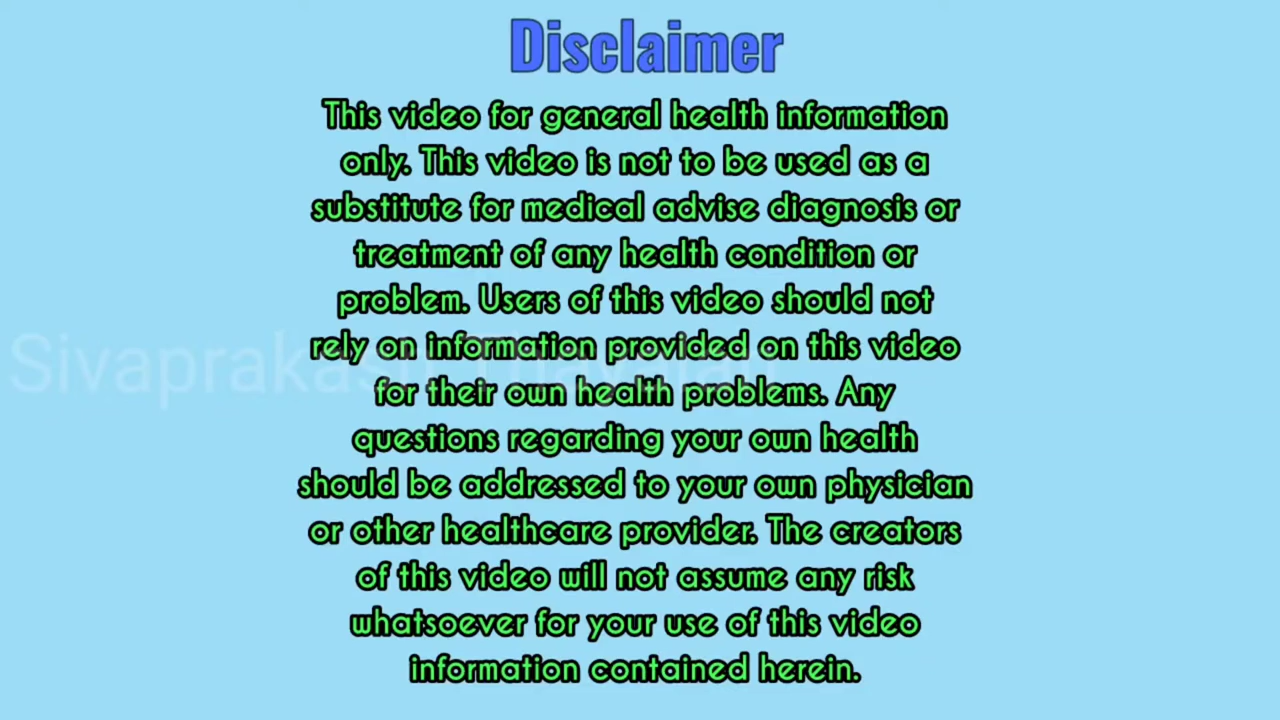 Disclaimer
This video for general health information
only. This video is not to be used as a
substitute for medical advise diagnosis or
treatment of any health condition or
problem. Users of this video should not
rely on information provided on this video
for their own health problems. Any
questions regarding your own health
should be addressed to your own physician
or other healthcare provider. The creators
of this video will not assume any risk
whatsoever for your use of this video
information contained herein.
Sivaprakash